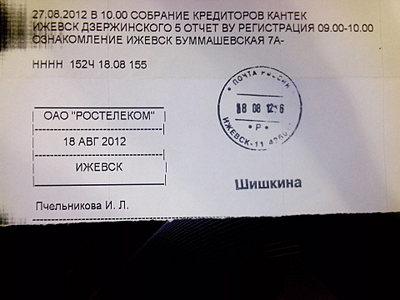 27.08.2012 В 10.00 СОБРАНИЕ КРЕДИТОРОВ КАНТЕК
ИЖЕВСК ДЗЕРЖИНСКОГО 5 ОТЧЕТ ВУ РЕГИСТРАЦИЯ 09.00-10.00
ОЗНАКОМЛЕНИЕ ИЖЕВСК БУММАШЕВСКАЯ 7А-
НННН 152Ч 18.08 155
ПОЧТА РОССИИ
18 08 12
Р
ИЖЕВСК-11
ОАО "РОСТЕЛЕКОМ"
18 АВГ 2012
ИЖЕВСК
Шишкина
Пчельникова И. Л.